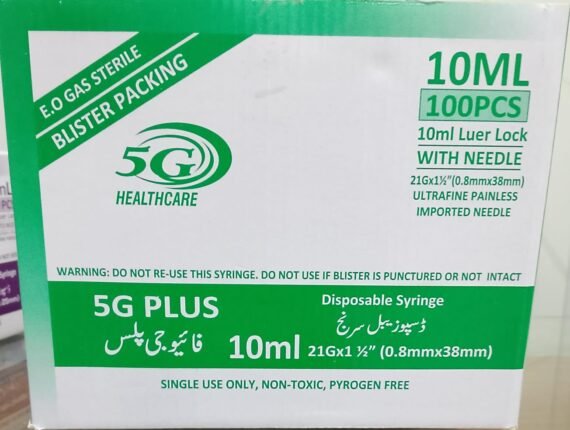 E.O GAS STERILE
BLISTER PACKING
5G
HEALTHCARE
10ML
100PCS
10ml Luer Lock
WITH NEEDLE
21Gx1½"(0.8mmx38mm)
ULTRAFINE PAINLESS
IMPORTED NEEDLE
WARNING: DO NOT RE-USE THIS SYRINGE. DO NOT USE IF BLISTER IS PUNCTURED OR NOT INTACT
5G PLUS
فائیو جی پلس
10ml
Disposable Syringe
ڈسپوزیبل سرنج
21Gx1 ½" (0.8mmx38mm)
SINGLE USE ONLY, NON-TOXIC, PYROGEN FREE
Syringe